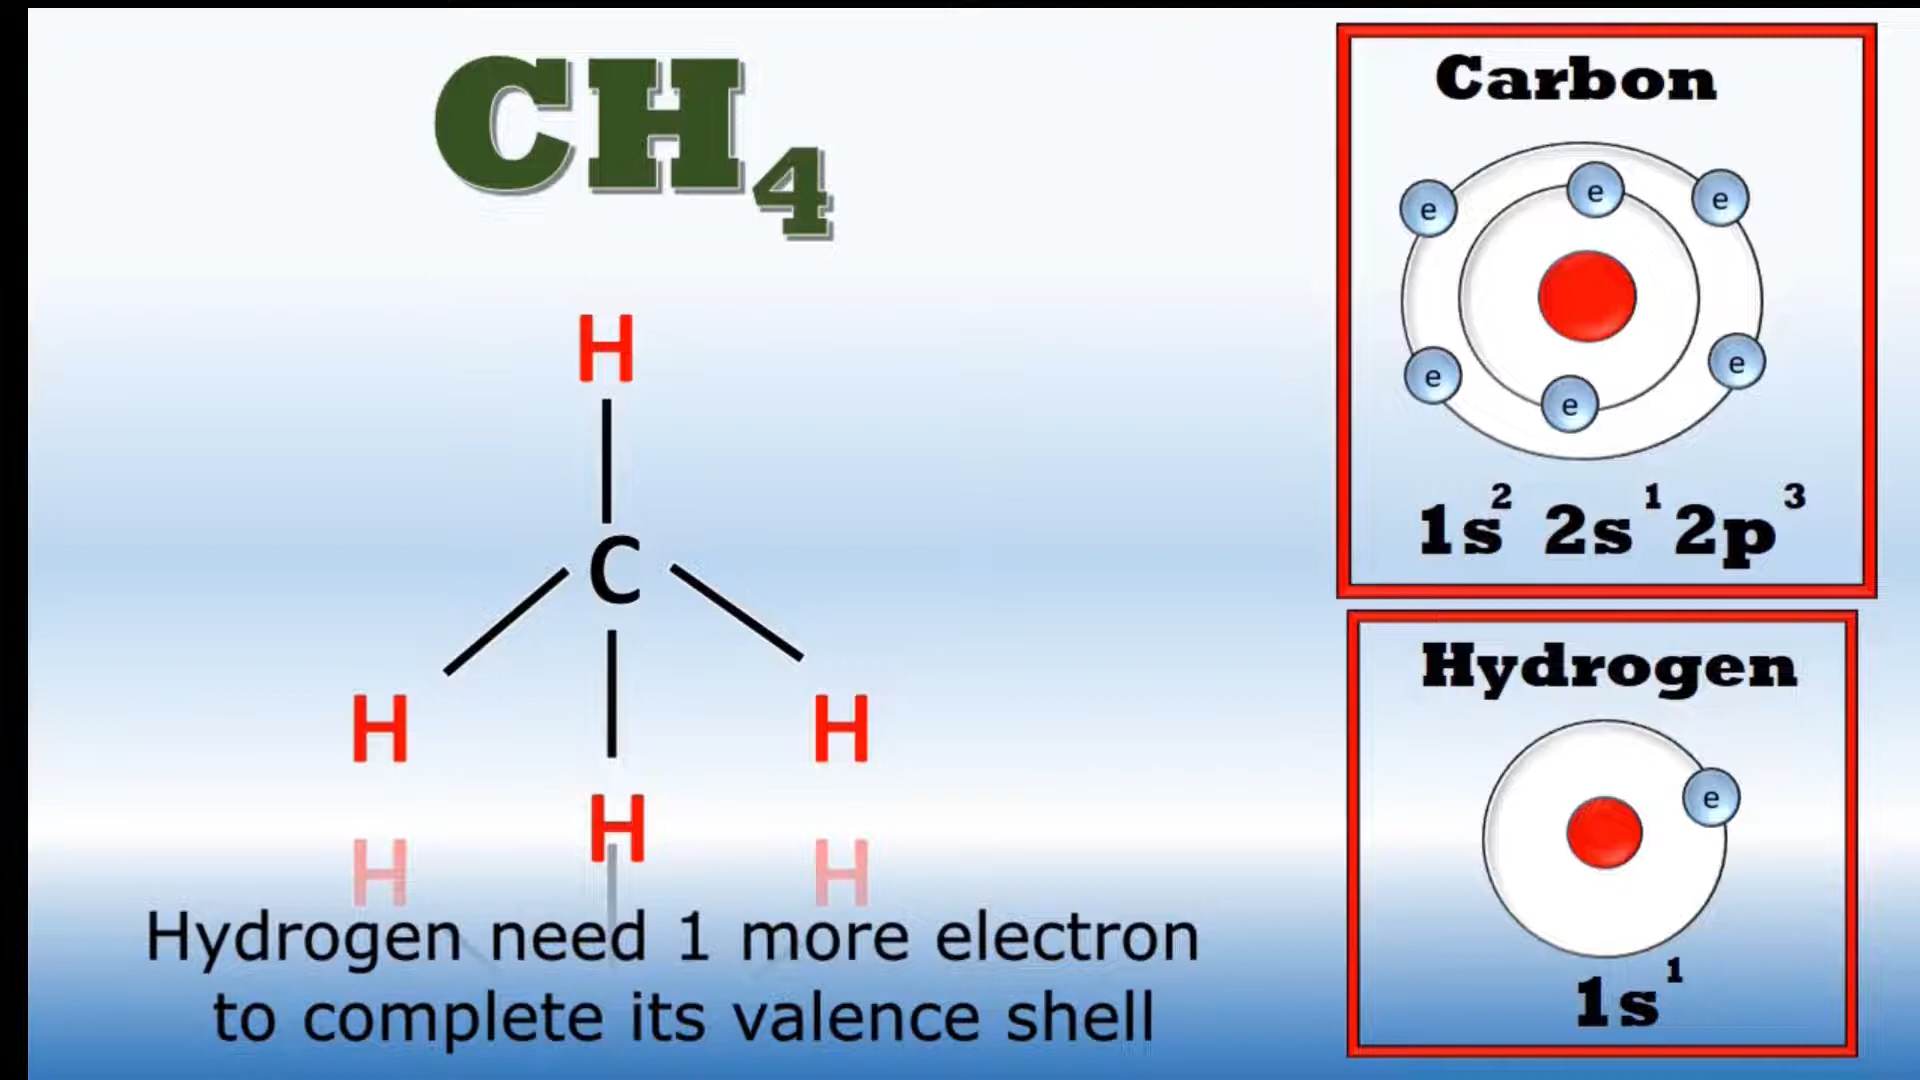 CH₄
H
C
H H
H
H H
Hydrogen need 1 more electron
to complete its valence shell
Carbon
e e e
e e
e
1s² 2s¹ 2p³
Hydrogen
e
1s¹